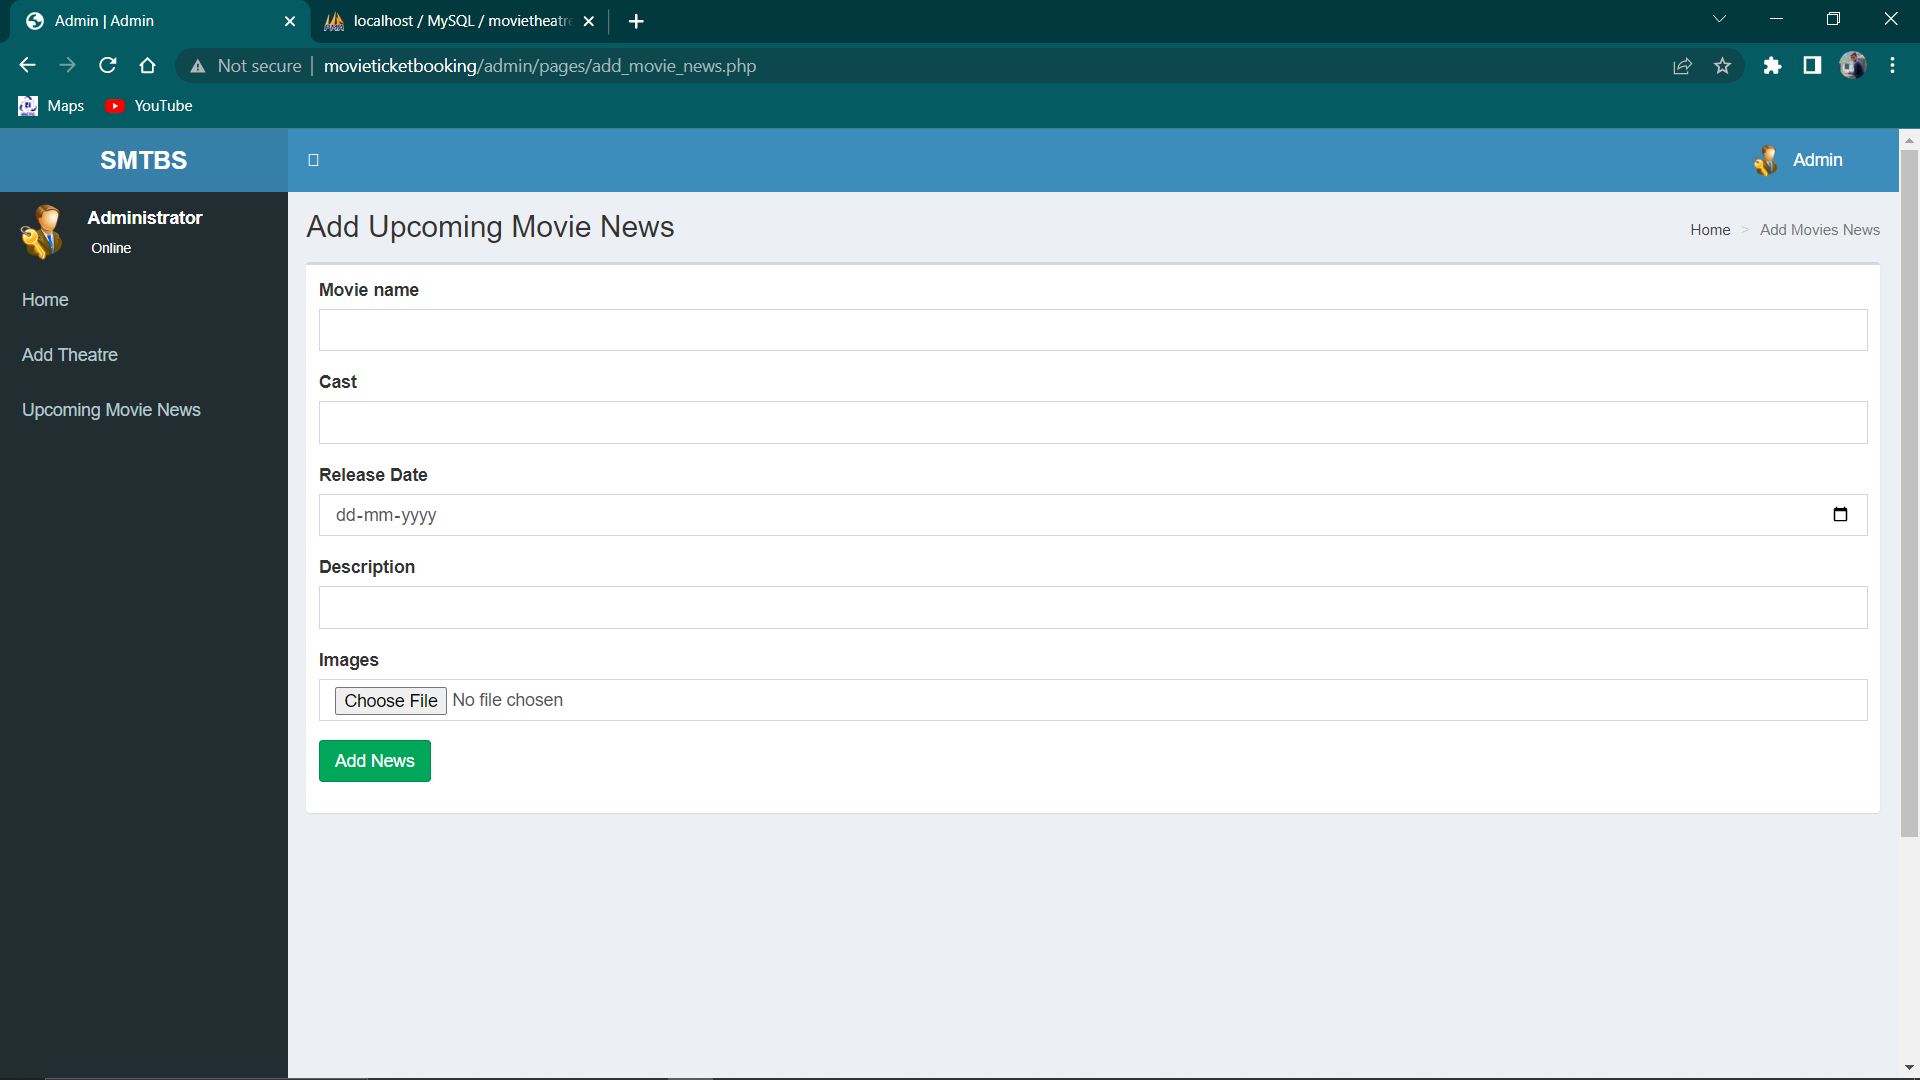 Admin | Admin
localhost / MySQL / movietheatr
Not secure
movieticketbooking/admin/pages/add_movie_news.php
Maps
YouTube
SMTBS
Admin
Administrator
Online
Home
Add Theatre
Upcoming Movie News
Add Upcoming Movie News
Home > Add Movies News
Movie name
Cast
Release Date
dd-mm-yyyy
Description
Images
Choose File No file chosen
Add News